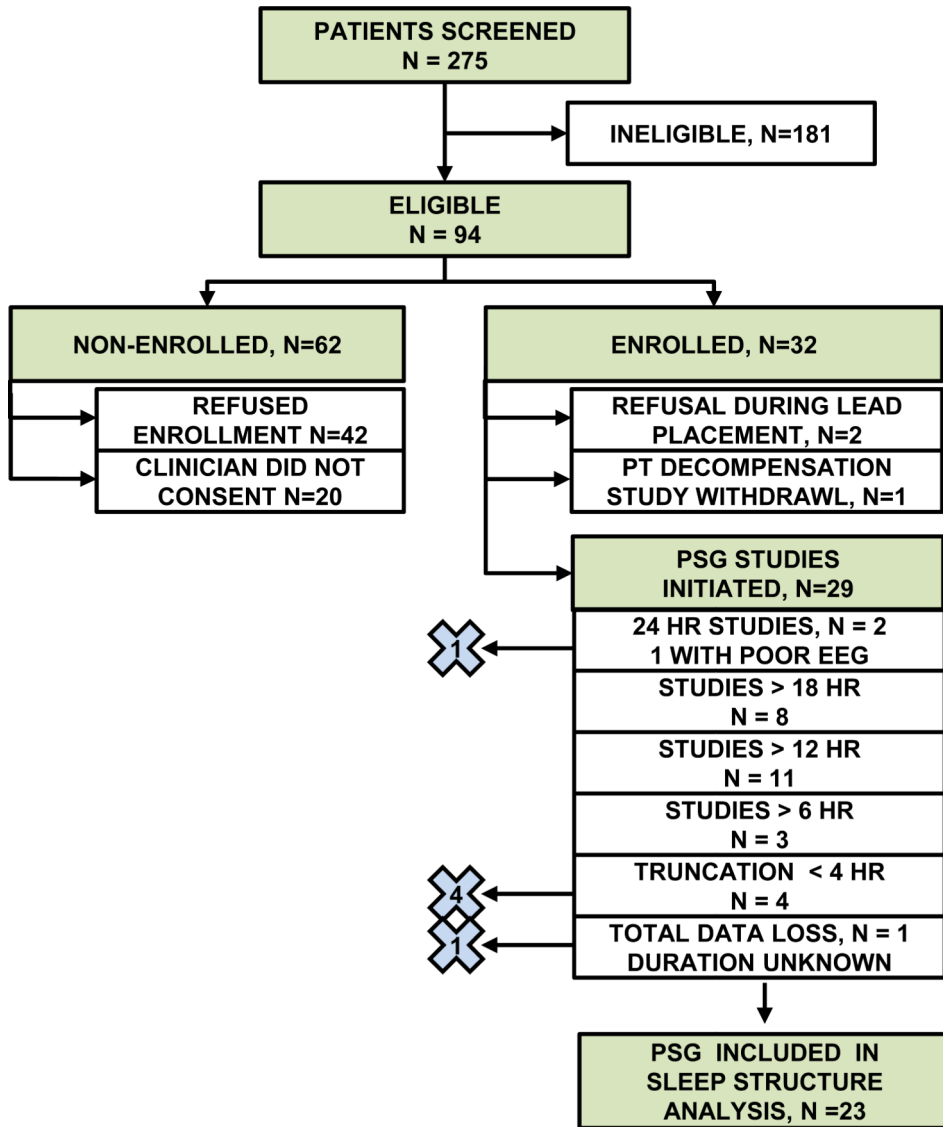 PATIENTS SCREENED
N = 275
INELIGIBLE, N=181
ELIGIBLE
N = 94
NON-ENROLLED, N=62
REFUSED
ENROLLMENT N=42
CLINICIAN DID NOT
CONSENT N=20
ENROLLED, N=32
REFUSAL DURING LEAD
PLACEMENT, N=2
PT DECOMPENSATION
STUDY WITHDRAWL, N=1
PSG STUDIES
INITIATED, N=29
24 HR STUDIES, N = 2
1 WITH POOR EEG
1
STUDIES > 18 HR
N = 8
STUDIES > 12 HR
N = 11
STUDIES > 6 HR
N = 3
TRUNCATION < 4 HR
N = 4
4
TOTAL DATA LOSS, N = 1
DURATION UNKNOWN
1
PSG INCLUDED IN
SLEEP STRUCTURE
ANALYSIS, N =23